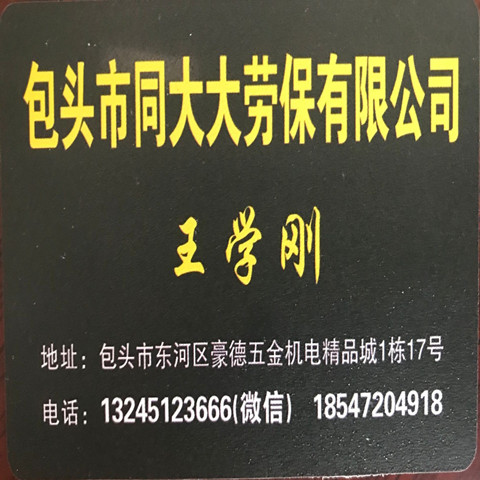 包头市同大大劳保有限公司
王学刚
地址：包头市东河区豪德五金机电精品城1栋17号
电话：13245123666(微信) 18547204918